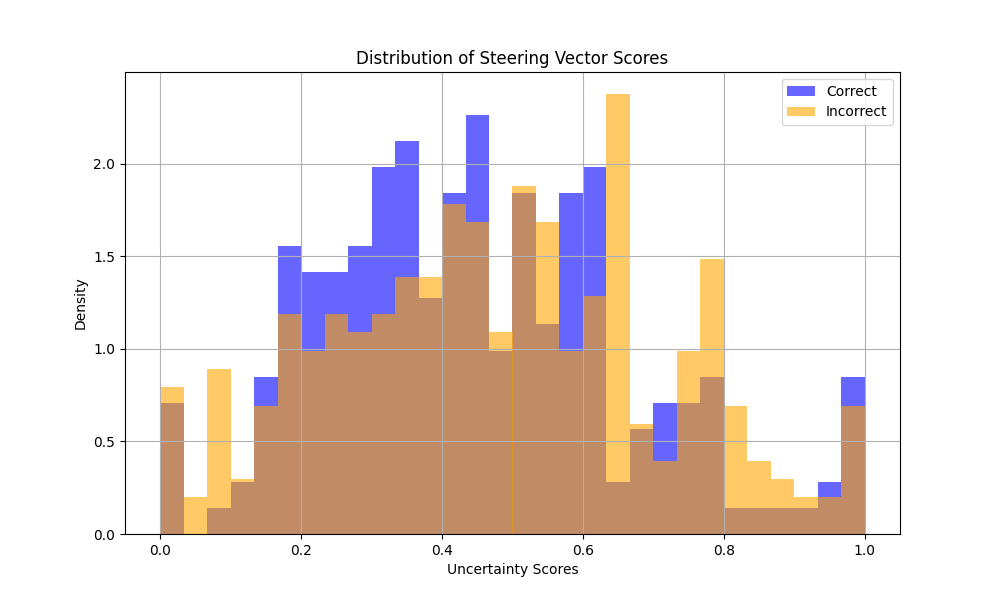 Distribution of Steering Vector Scores
Correct
Incorrect
Density
2.0
1.5
1.0
0.5
0.0
0.0 0.2 0.4 0.6 0.8 1.0
Uncertainty Scores